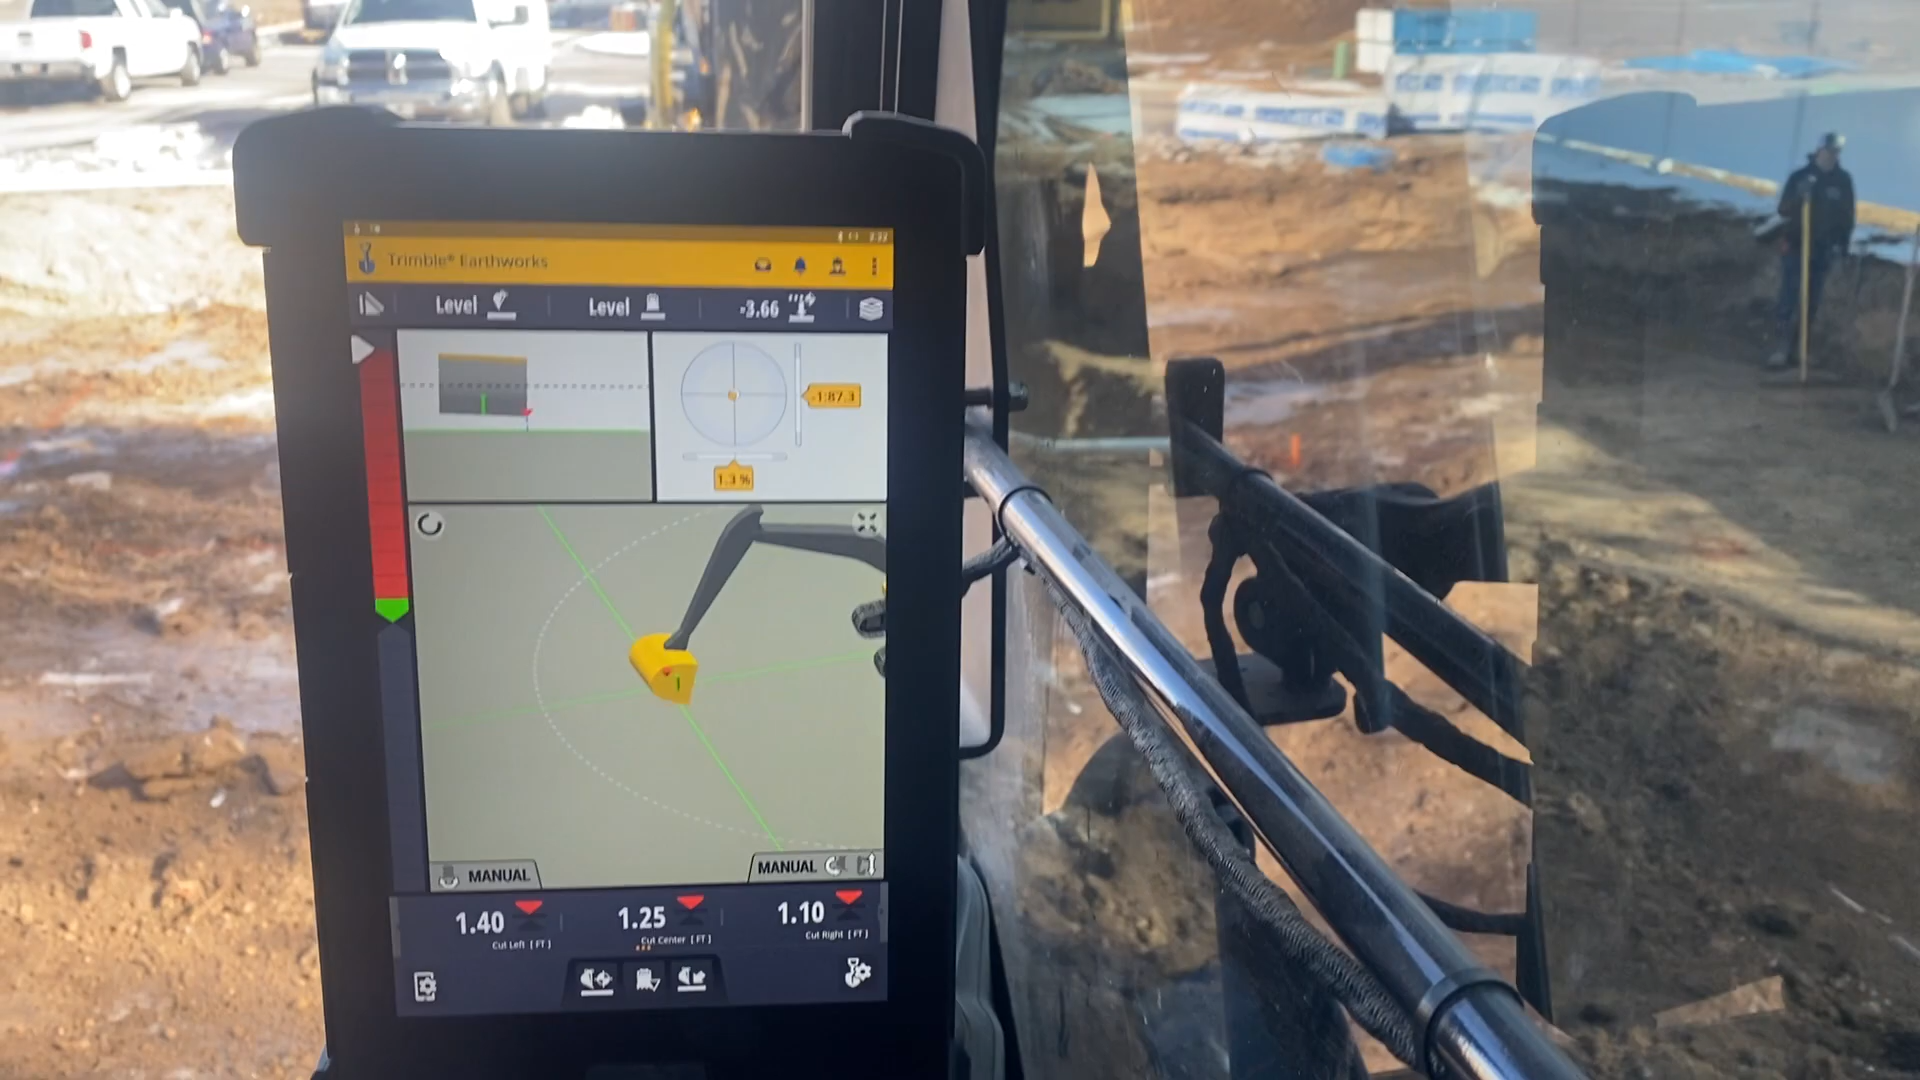 Trimble® Earthworks
Level Level -3.66
-1:87.3
1.3 %
MANUAL MANUAL
1.40 1.25 1.10
Cut Left [FT] Cut Center [FT] Cut Right [FT]